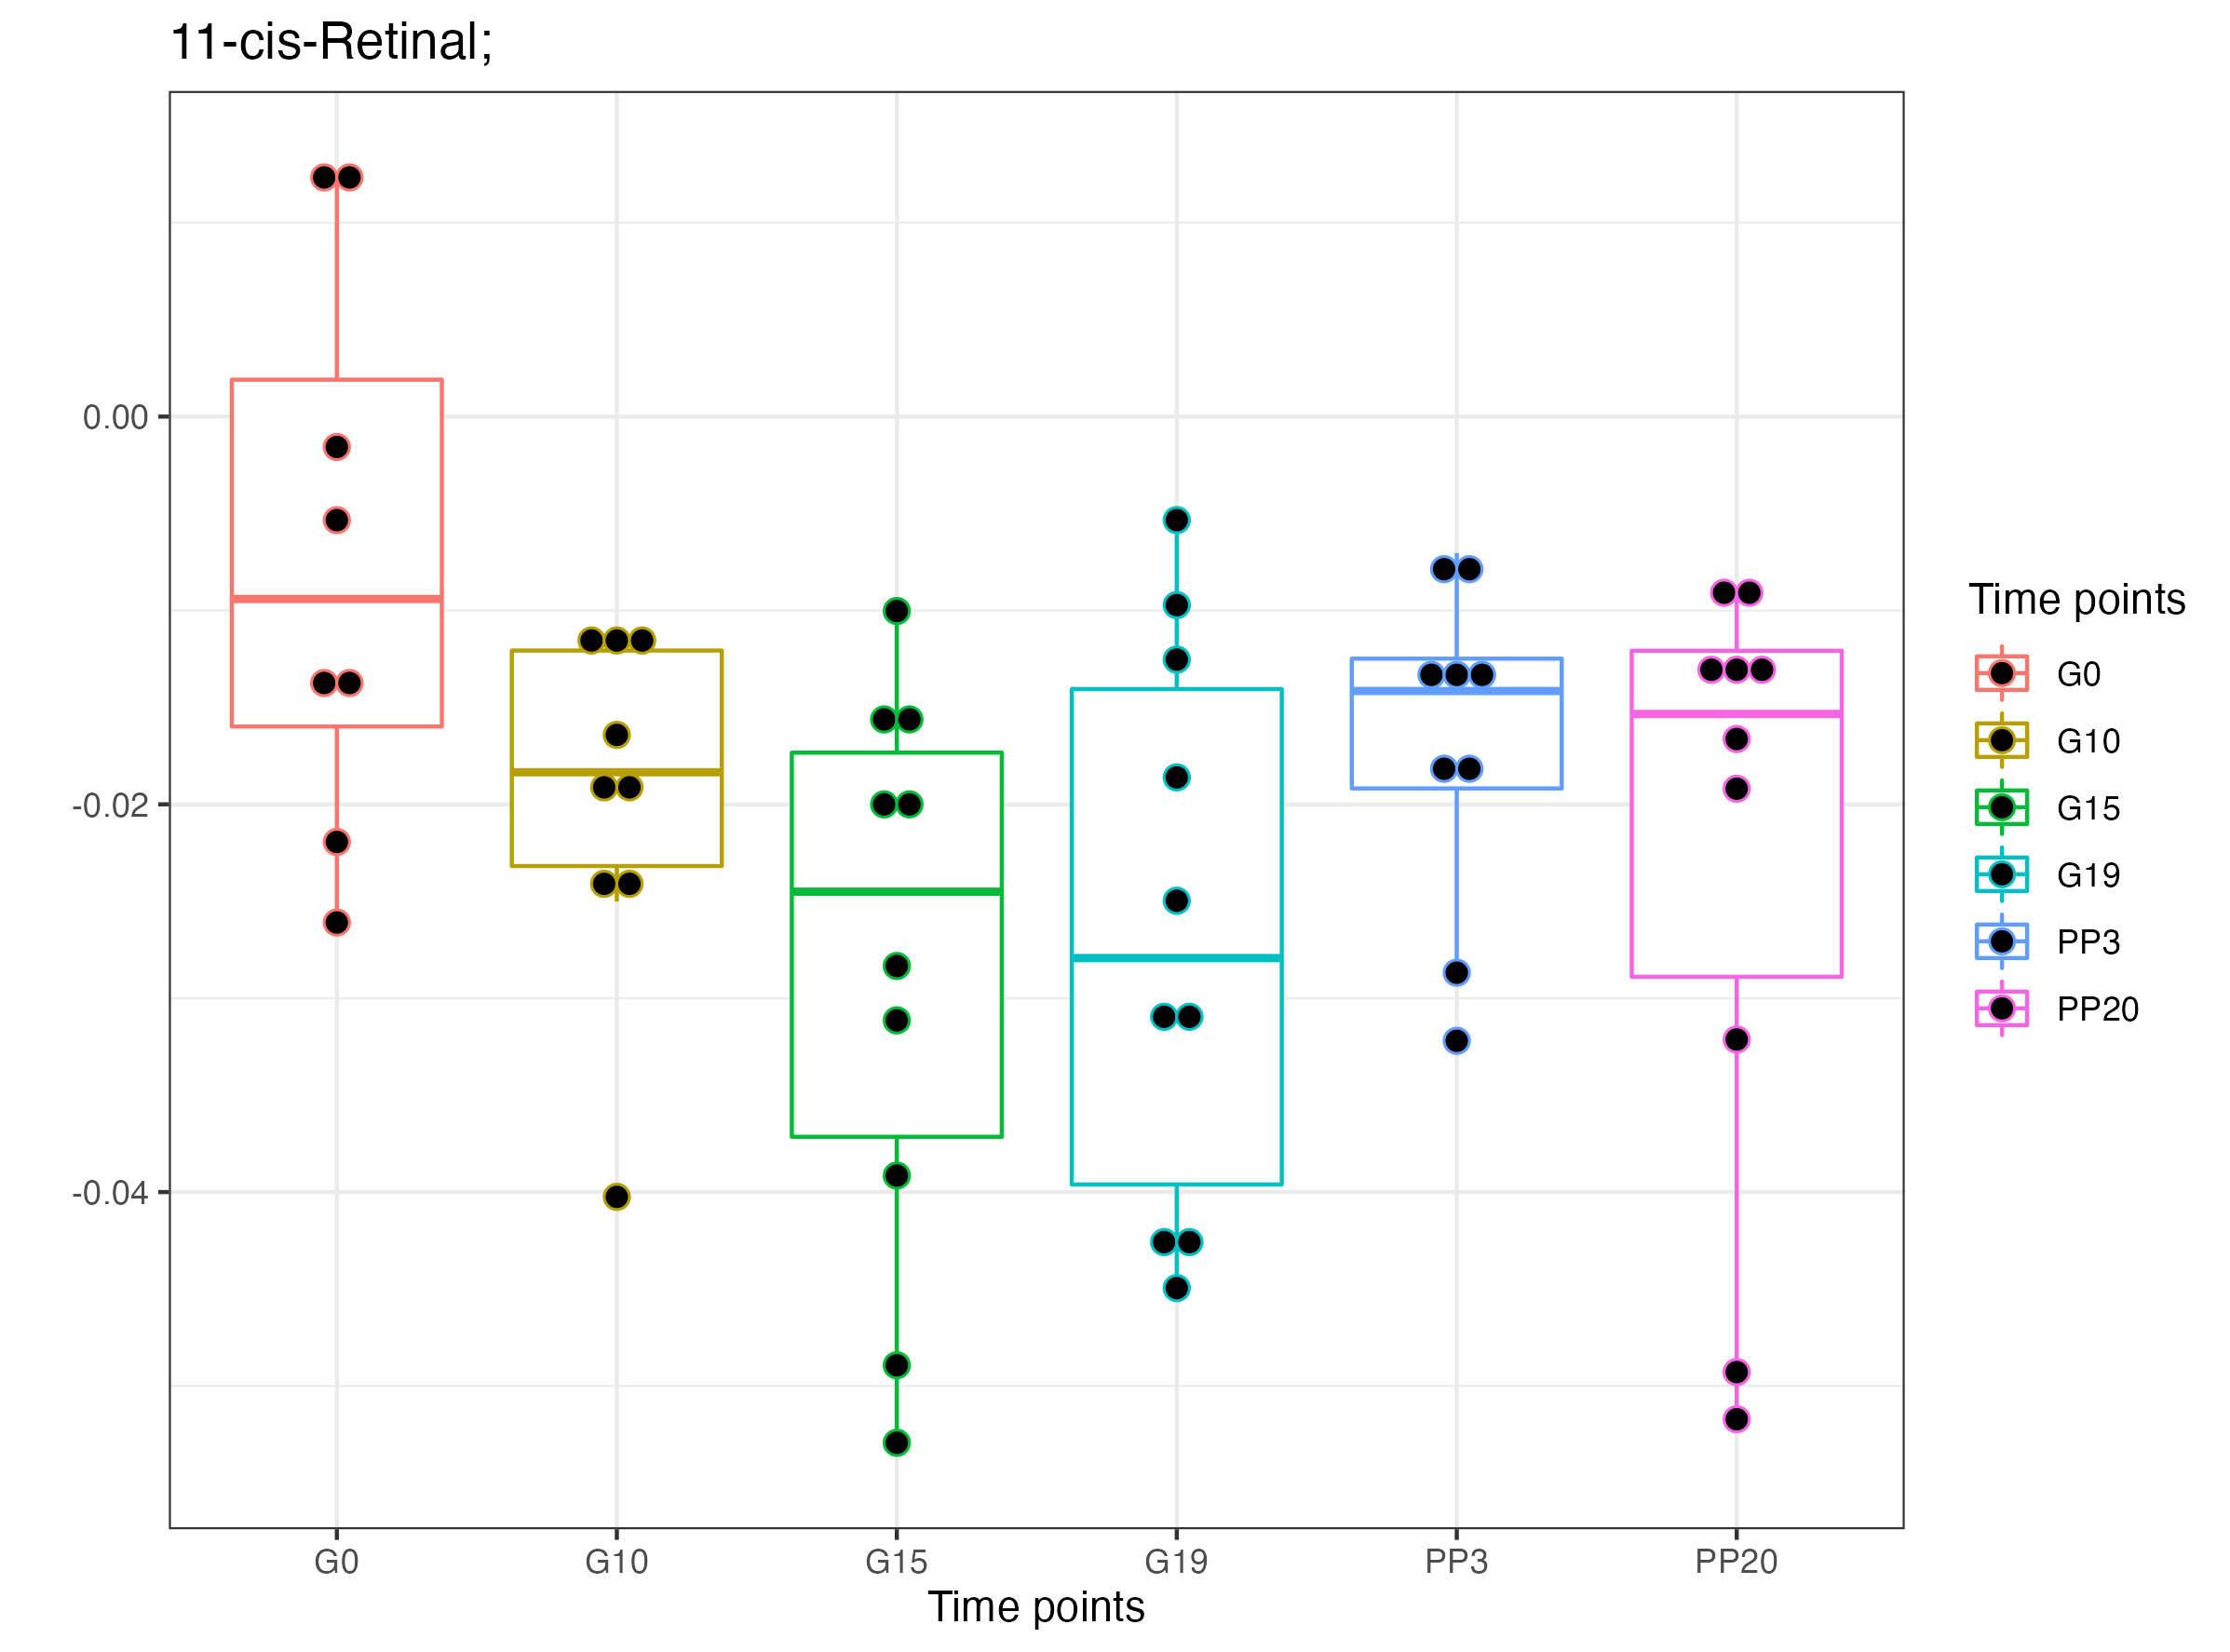 11-cis-Retinal;
0.00
-0.02
-0.04
G0 G10 G15 G19 PP3 PP20
Time points
Time points
G0
G10
G15
G19
PP3
PP20